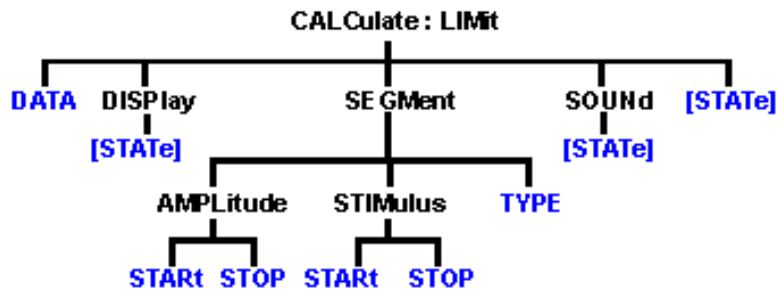 CALCulate : LIMit
DATA DISPlay SEGMent SOUNd [STATe]
[STATe] [STATe]
AMPLitude STIMulus TYPE
STARt STOP STARt STOP